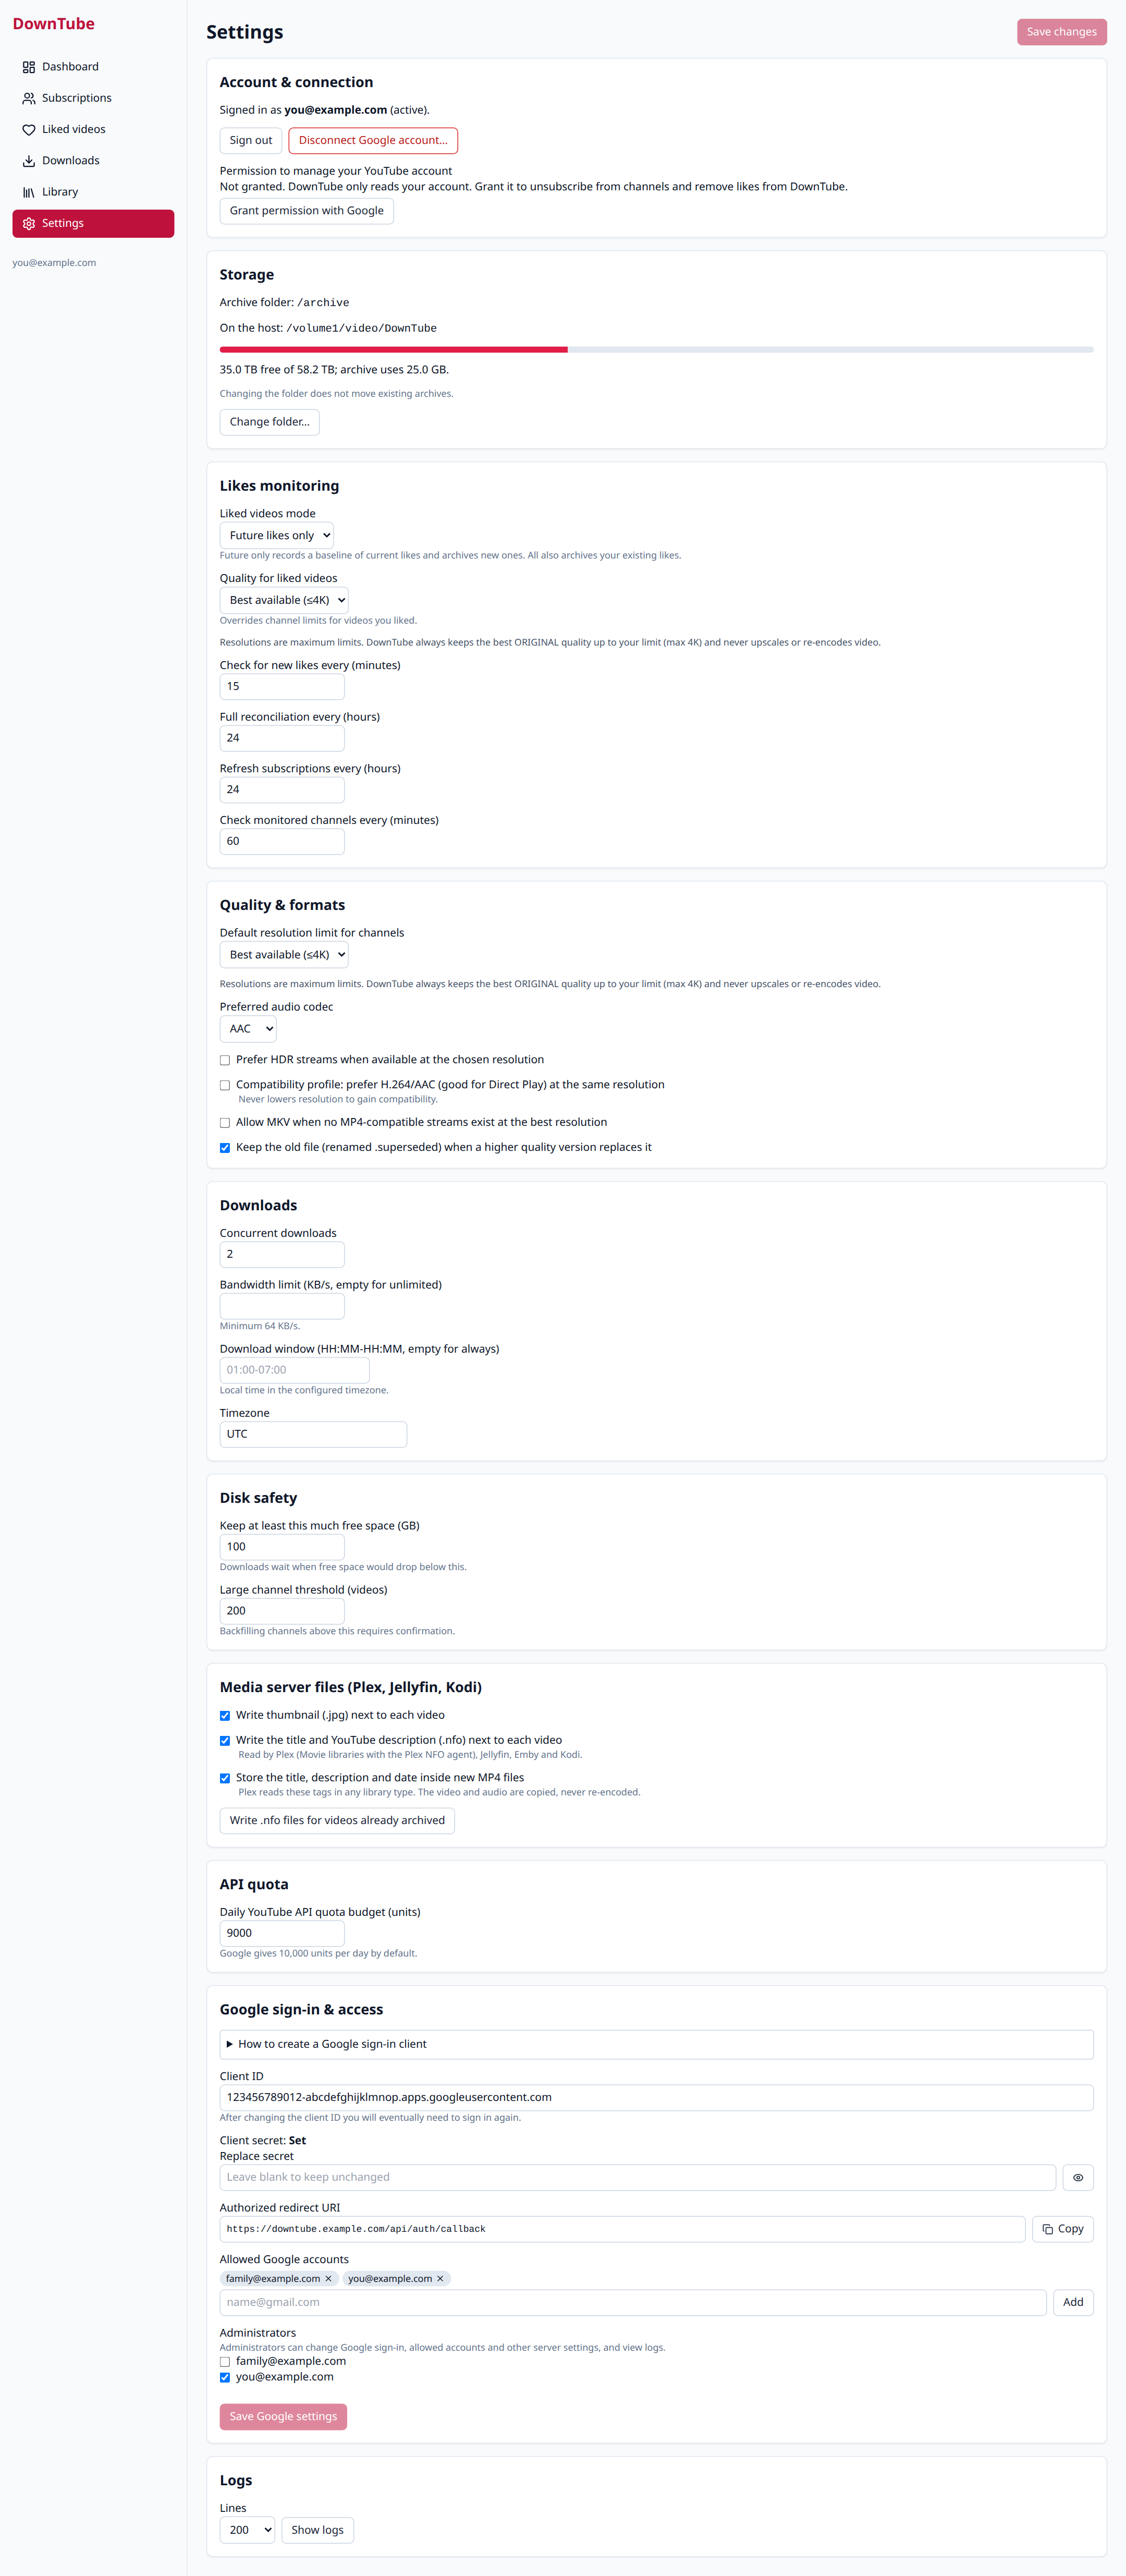 DownTube
Dashboard
Subscriptions
Liked videos
Downloads
Library
Settings
you@example.com
Settings
Save changes
Account & connection
Signed in as you@example.com (active).
Sign out
Disconnect Google account...
Permission to manage your YouTube account
Not granted. DownTube only reads your account. Grant it to unsubscribe from channels and remove likes from DownTube.
Grant permission with Google
Storage
Archive folder: /archive
On the host: /volume1/video/DownTube
35.0 TB free of 58.2 TB; archive uses 25.0 GB.
Changing the folder does not move existing archives.
Change folder...
Likes monitoring
Liked videos mode
Future likes only
Future only records a baseline of current likes and archives new ones. All also archives your existing likes.
Quality for liked videos
Best available (≤4K)
Overrides channel limits for videos you liked.
Resolutions are maximum limits. DownTube always keeps the best ORIGINAL quality up to your limit (max 4K) and never upscales or re-encodes video.
Check for new likes every (minutes)
15
Full reconciliation every (hours)
24
Refresh subscriptions every (hours)
24
Check monitored channels every (minutes)
60
Quality & formats
Default resolution limit for channels
Best available (≤4K)
Resolutions are maximum limits. DownTube always keeps the best ORIGINAL quality up to your limit (max 4K) and never upscales or re-encodes video.
Preferred audio codec
AAC
Prefer HDR streams when available at the chosen resolution
Compatibility profile: prefer H.264/AAC (good for Direct Play) at the same resolution
Never lowers resolution to gain compatibility.
Allow MKV when no MP4-compatible streams exist at the best resolution
Keep the old file (renamed .superseded) when a higher quality version replaces it
Downloads
Concurrent downloads
2
Bandwidth limit (KB/s, empty for unlimited)
Minimum 64 KB/s.
Download window (HH:MM-HH:MM, empty for always)
01:00-07:00
Local time in the configured timezone.
Timezone
UTC
Disk safety
Keep at least this much free space (GB)
100
Downloads wait when free space would drop below this.
Large channel threshold (videos)
200
Backfilling channels above this requires confirmation.
Media server files (Plex, Jellyfin, Kodi)
Write thumbnail (.jpg) next to each video
Write the title and YouTube description (.nfo) next to each video
Read by Plex (Movie libraries with the Plex NFO agent), Jellyfin, Emby and Kodi.
Store the title, description and date inside new MP4 files
Plex reads these tags in any library type. The video and audio are copied, never re-encoded.
Write .nfo files for videos already archived
API quota
Daily YouTube API quota budget (units)
9000
Google gives 10,000 units per day by default.
Google sign-in & access
How to create a Google sign-in client
Client ID
123456789012-abcdefghijklmnop.apps.googleusercontent.com
After changing the client ID you will eventually need to sign in again.
Client secret: Set
Replace secret
Leave blank to keep unchanged
Authorized redirect URI
https://downtube.example.com/api/auth/callback
Copy
Allowed Google accounts
family@example.com ✕ you@example.com ✕
name@gmail.com
Add
Administrators
Administrators can change Google sign-in, allowed accounts and other server settings, and view logs.
family@example.com
you@example.com
Save Google settings
Logs
Lines
200
Show logs